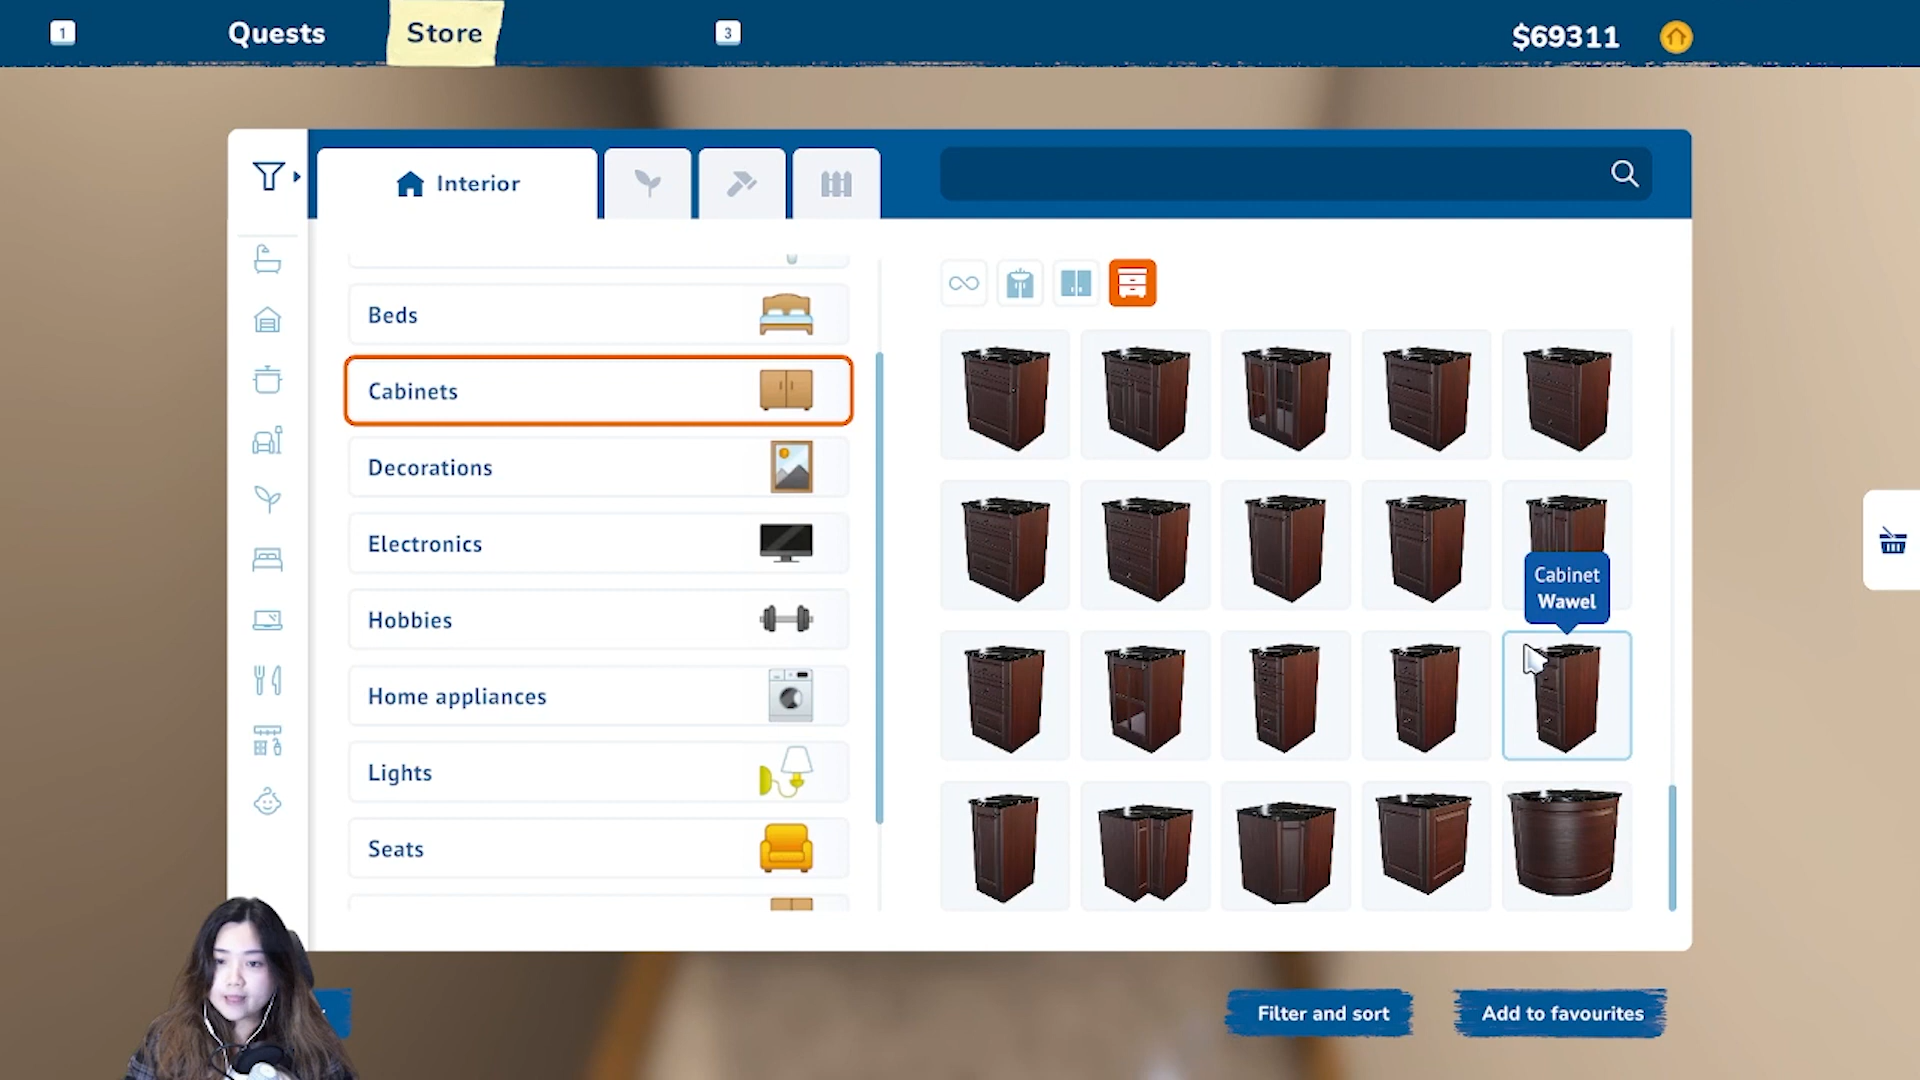 1
Quests
Store
3
$69311
Interior
Beds
Cabinets
Decorations
Electronics
Hobbies
Home appliances
Lights
Seats
Cabinet
Wawel
Filter and sort
Add to favourites